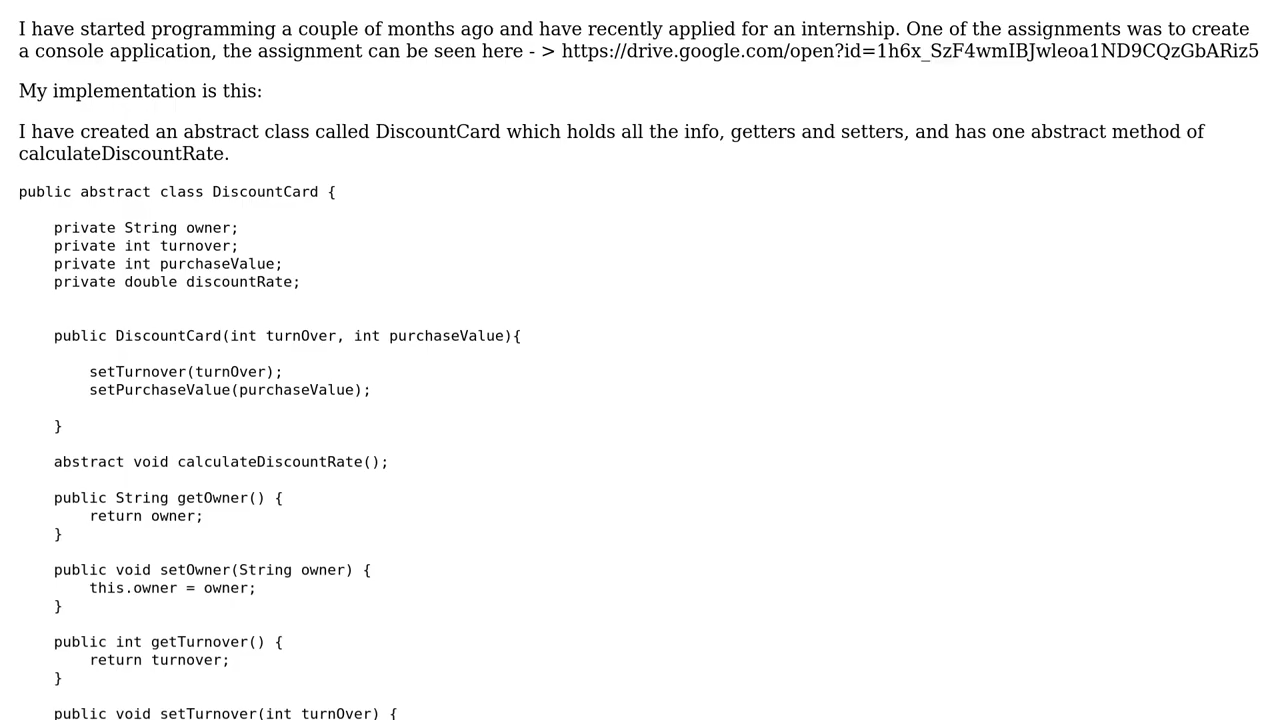 I have started programming a couple of months ago and have recently applied for an internship. One of the assignments was to create
a console application, the assignment can be seen here - > https://drive.google.com/open?id=1h6x_SzF4wmIBJwleoa1ND9CQzGbARiz5
My implementation is this:
I have created an abstract class called DiscountCard which holds all the info, getters and setters, and has one abstract method of
calculateDiscountRate.
public abstract class DiscountCard {
    private String owner;
    private int turnover;
    private int purchaseValue;
    private double discountRate;
    public DiscountCard(int turnOver, int purchaseValue){
        setTurnover(turnOver);
        setPurchaseValue(purchaseValue);
    }
    abstract void calculateDiscountRate();
    public String getOwner() {
        return owner;
    }
    public void setOwner(String owner) {
        this.owner = owner;
    }
    public int getTurnover() {
        return turnover;
    }
    public void setTurnover(int turnOver) {